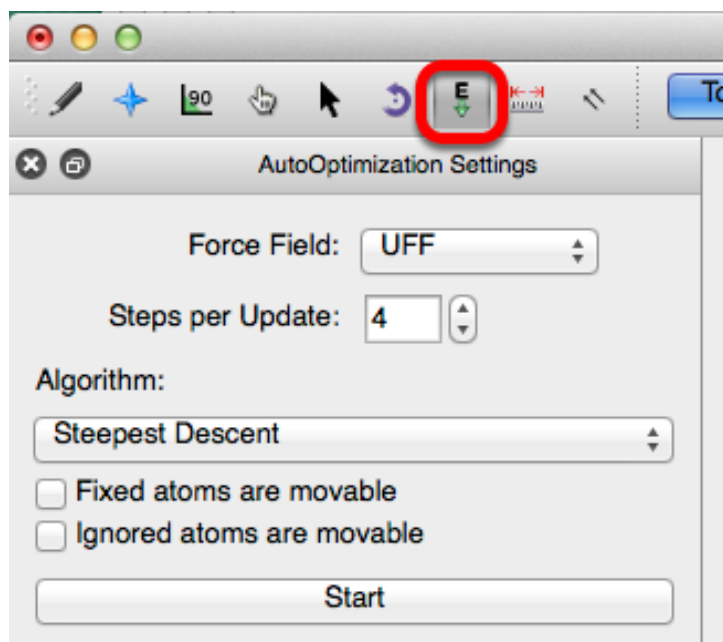 90
E
To
AutoOptimization Settings
Force Field: UFF
Steps per Update: 4
Algorithm:
Steepest Descent
Fixed atoms are movable
Ignored atoms are movable
Start